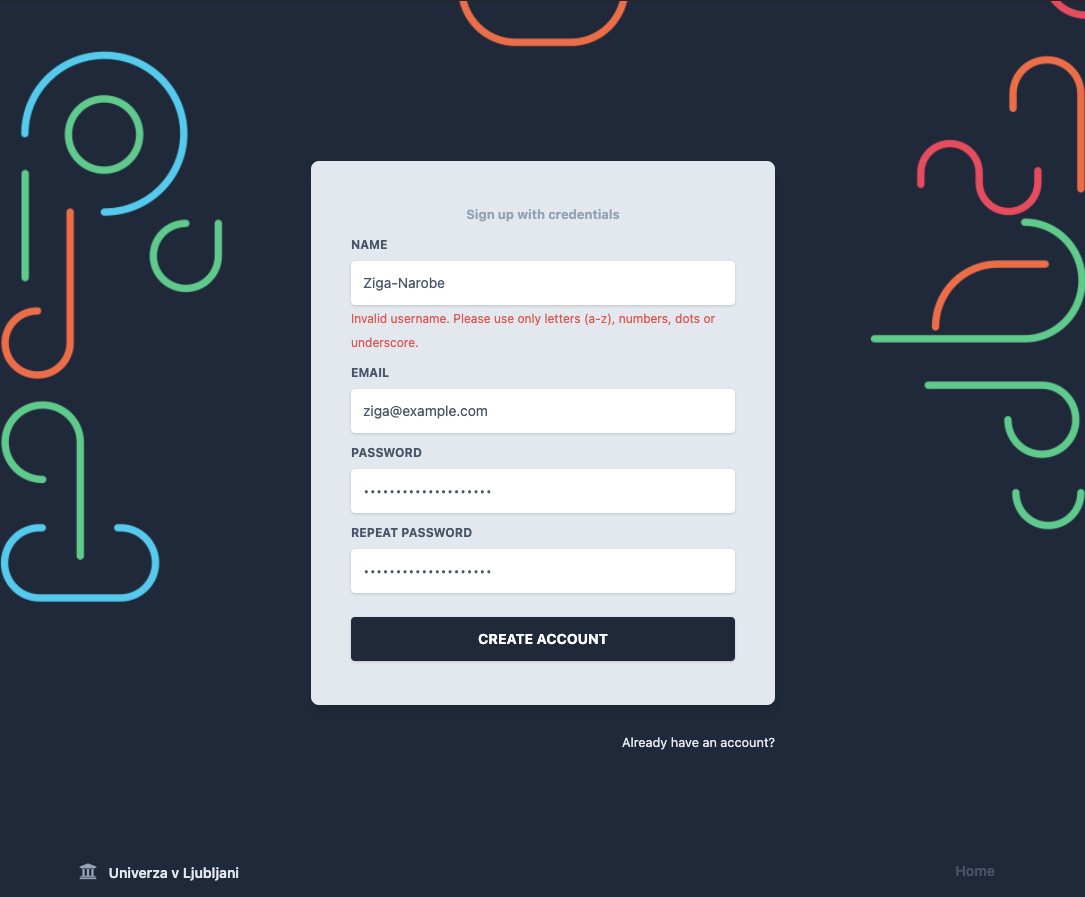 Sign up with credentials
NAME
Ziga-Narobe
Invalid username. Please use only letters (a-z), numbers, dots or
underscore.
EMAIL
ziga@example.com
PASSWORD
••••••••••••••••••••
REPEAT PASSWORD
••••••••••••••••••••
CREATE ACCOUNT
Already have an account?
Univerza v Ljubljani
Home